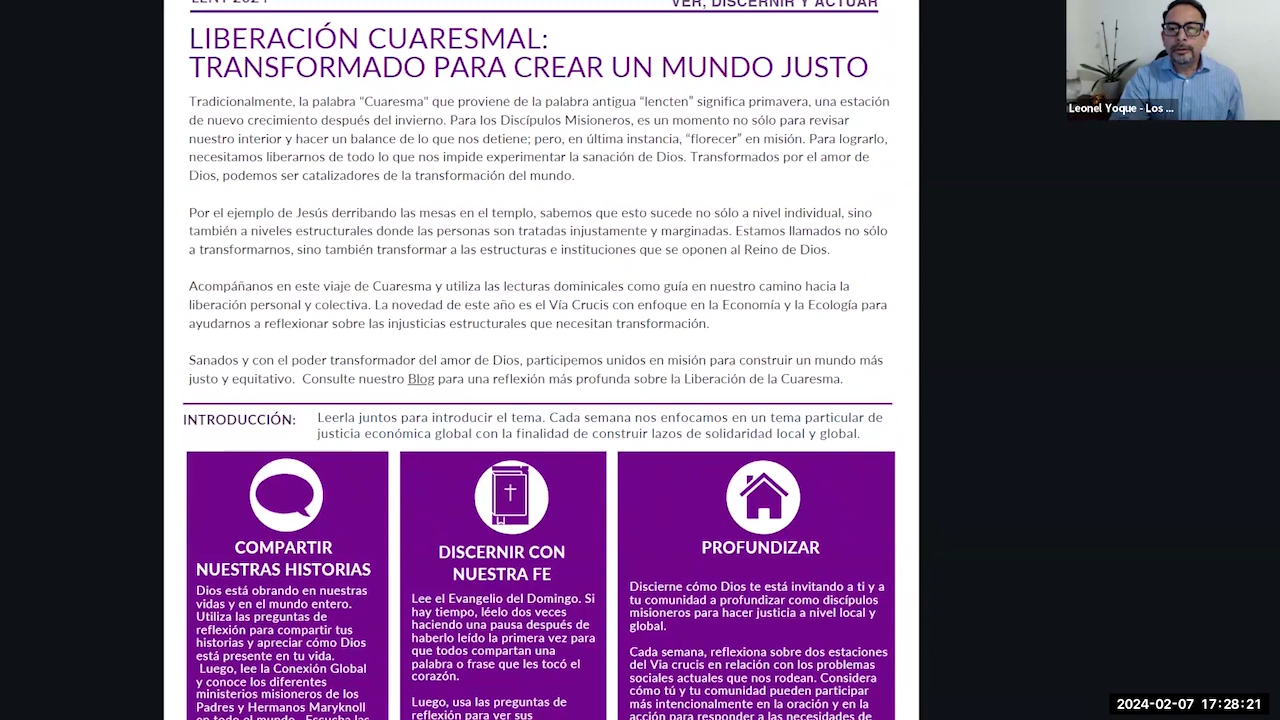 LENT 2024
VER, DISCERNIR Y ACTUAR
LIBERACIÓN CUARESMAL:
TRANSFORMADO PARA CREAR UN MUNDO JUSTO
Tradicionalmente, la palabra "Cuaresma" que proviene de la palabra antigua “lencten” significa primavera, una estación
de nuevo crecimiento después del invierno. Para los Discípulos Misioneros, es un momento no sólo para revisar
nuestro interior y hacer un balance de lo que nos detiene; pero, en última instancia, “florecer” en misión. Para lograrlo,
necesitamos liberarnos de todo lo que nos impide experimentar la sanación de Dios. Transformados por el amor de
Dios, podemos ser catalizadores de la transformación del mundo.
Por el ejemplo de Jesús derribando las mesas en el templo, sabemos que esto sucede no sólo a nivel individual, sino
también a niveles estructurales donde las personas son tratadas injustamente y marginadas. Estamos llamados no sólo
a transformarnos, sino también transformar a las estructuras e instituciones que se oponen al Reino de Dios.
Acompáñanos en este viaje de Cuaresma y utiliza las lecturas dominicales como guía en nuestro camino hacia la
liberación personal y colectiva. La novedad de este año es el Vía Crucis con enfoque en la Economía y la Ecología para
ayudarnos a reflexionar sobre las injusticias estructurales que necesitan transformación.
Sanados y con el poder transformador del amor de Dios, participemos unidos en misión para construir un mundo más
justo y equitativo. Consulte nuestro Blog para una reflexión más profunda sobre la Liberación de la Cuaresma.
INTRODUCCIÓN:
Leerla juntos para introducir el tema. Cada semana nos enfocamos en un tema particular de
justicia económica global con la finalidad de construir lazos de solidaridad local y global.
COMPARTIR
NUESTRAS HISTORIAS
Dios está obrando en nuestras
vidas y en el mundo entero.
Utiliza las preguntas de
reflexión para compartir tus
historias y apreciar cómo Dios
está presente en tu vida.
Luego, lee la Conexión Global
y conoce los diferentes
ministerios misioneros de los
Padres y Hermanos Maryknoll
en todo el mundo. Escucha las
DISCERNIR CON
NUESTRA FE
Lee el Evangelio del Domingo. Si
hay tiempo, léelo dos veces
haciendo una pausa después de
haberlo leído la primera vez para
que todos compartan una
palabra o frase que les tocó el
corazón.
Luego, usa las preguntas de
reflexión para ver sus
PROFUNDIZAR
Discierne cómo Dios te está invitando a ti y a
tu comunidad a profundizar como discípulos
misioneros para hacer justicia a nivel local y
global.
Cada semana, reflexiona sobre dos estaciones
del Via crucis en relación con los problemas
sociales actuales que nos rodean. Considera
cómo tú y tu comunidad pueden participar
más intencionalmente en la oración y en la
acción para responder a las necesidades de
Leonel Yoque - Los ...
2024-02-07 17:28:21